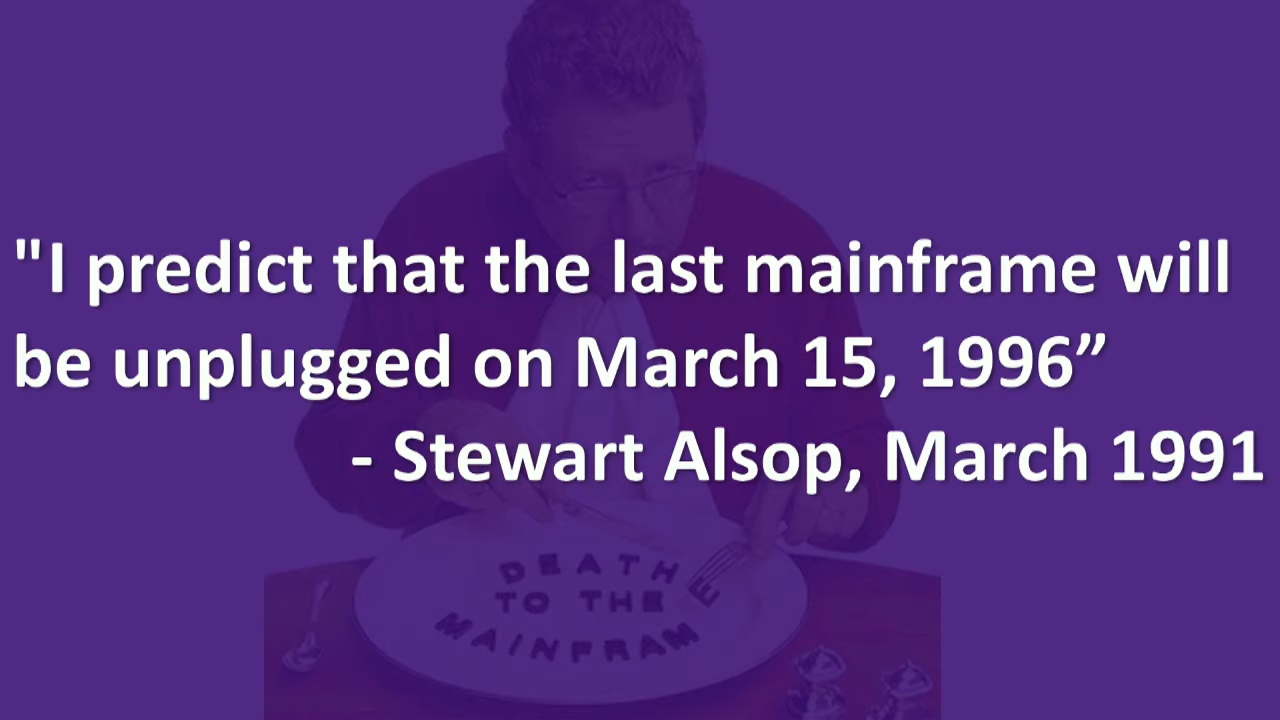 "I predict that the last mainframe will
be unplugged on March 15, 1996”
- Stewart Alsop, March 1991
DEATH
TO THE
MAINFRAME